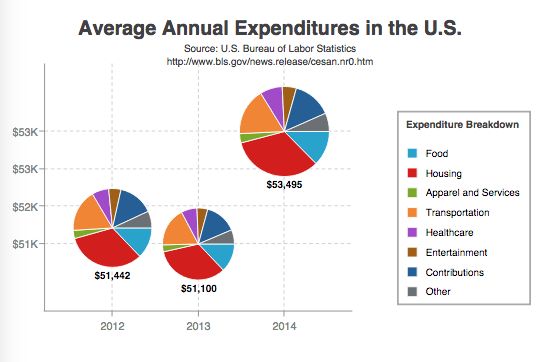 Average Annual Expenditures in the U.S.
Source: U.S. Bureau of Labor Statistics
http://www.bls.gov/news.release/cesan.nr0.htm
$53K
$53K
$52K
$51K
$53,495
$51,442
$51,100
2012
2013
2014
Expenditure Breakdown
Food
Housing
Apparel and Services
Transportation
Healthcare
Entertainment
Contributions
Other